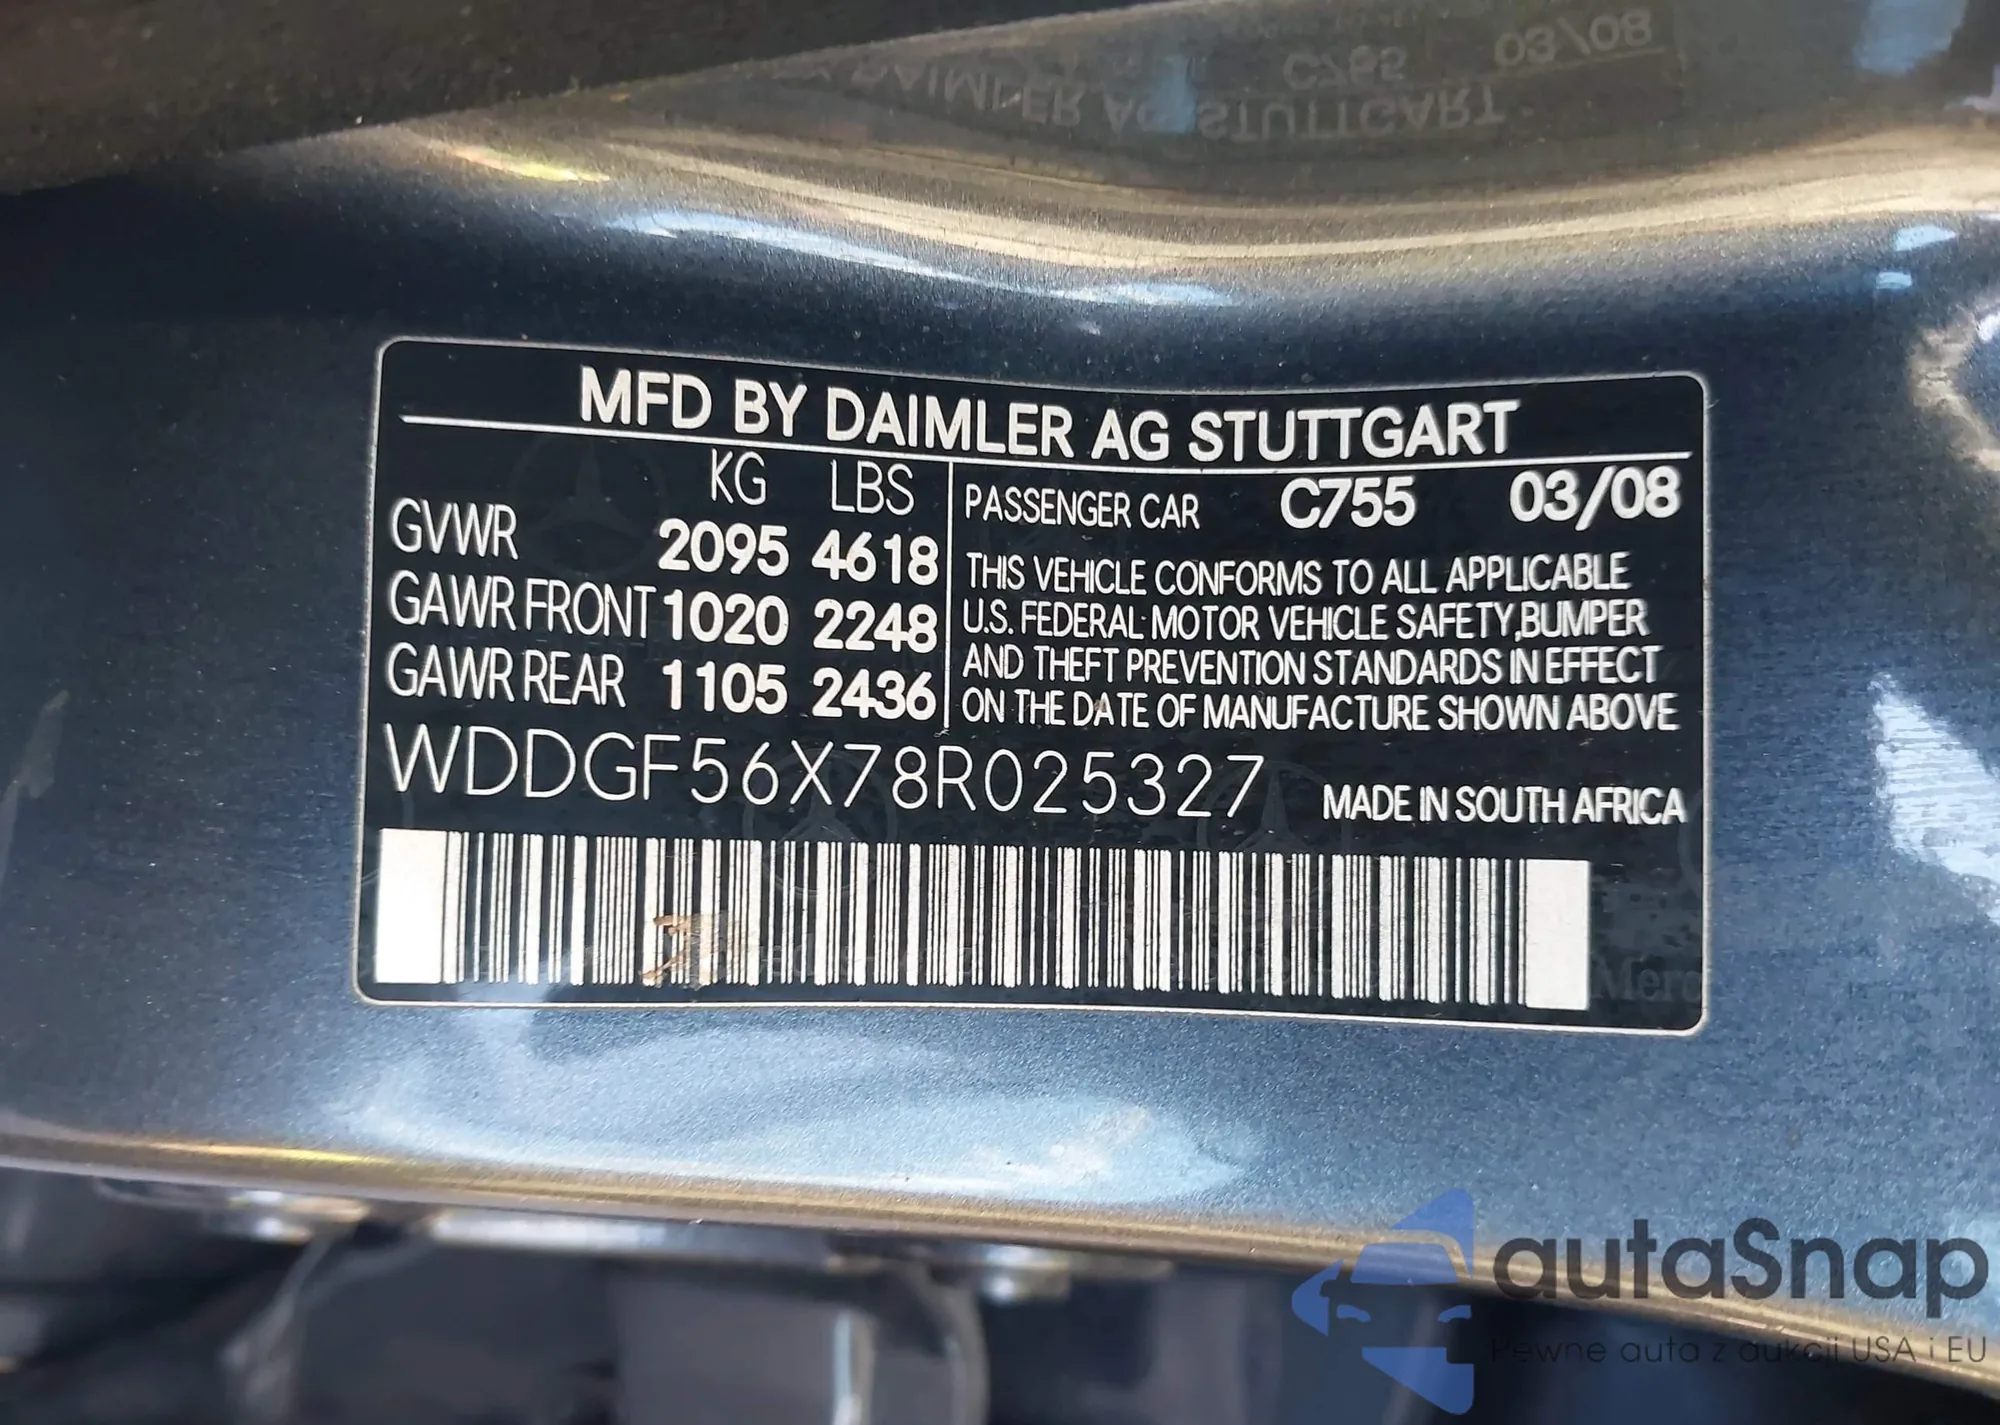 MFD BY DAIMLER AG STUTTGART
KG LBS
GVWR 2095 4618
GAWR FRONT 1020 2248
GAWR REAR 1105 2436
PASSENGER CAR C755 03/08
THIS VEHICLE CONFORMS TO ALL APPLICABLE
U.S. FEDERAL MOTOR VEHICLE SAFETY,BUMPER
AND THEFT PREVENTION STANDARDS IN EFFECT
ON THE DATE OF MANUFACTURE SHOWN ABOVE
WDDGF56X78R025327
MADE IN SOUTH AFRICA
autaSnap
Pewne auta z aukcji USA i EU